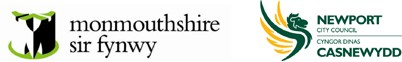 monmouthshire
sir fynwy
NEWPORT
CITY COUNCIL
CYNGOR DINAS
CASNEWYDD